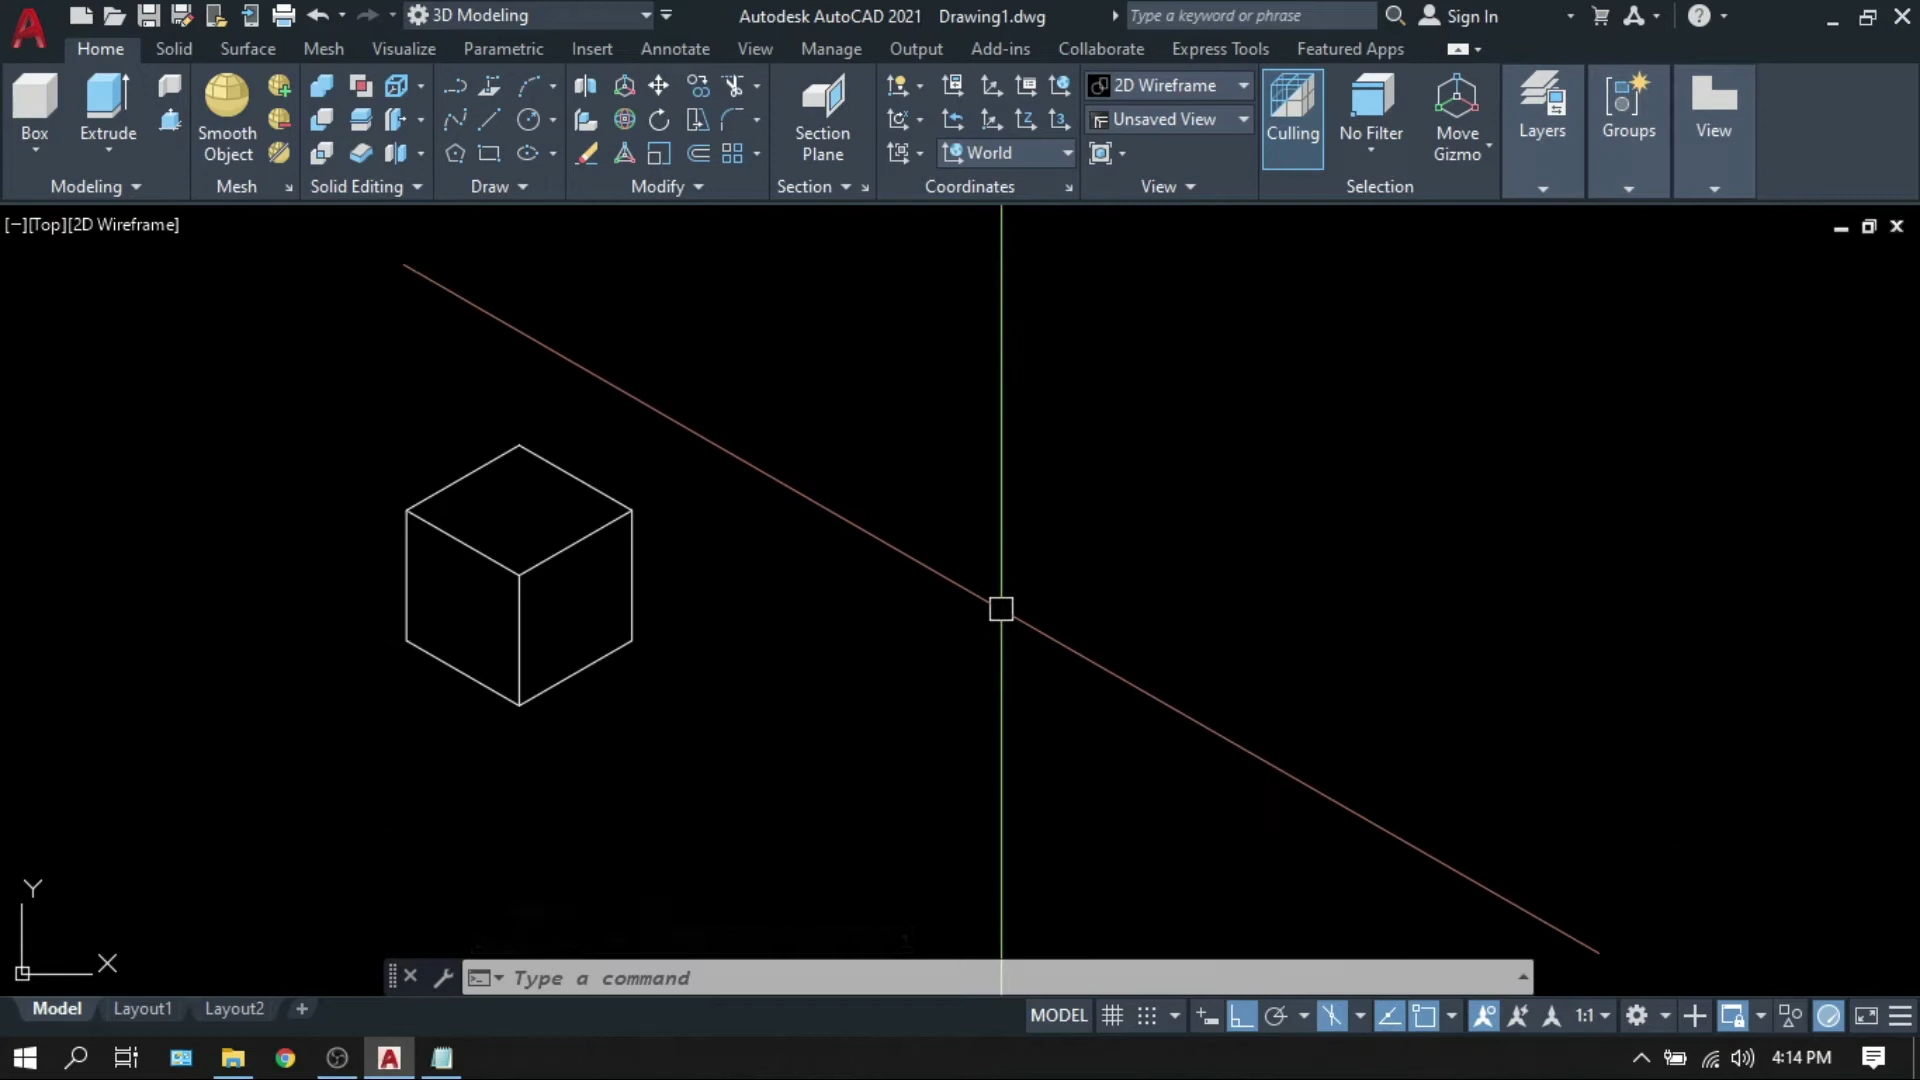 3D Modeling
Autodesk AutoCAD 2021 Drawing1.dwg
Type a keyword or phrase
Sign In
Home Solid Surface Mesh Visualize Parametric Insert Annotate View Manage Output Add-ins Collaborate Express Tools Featured Apps
Box
Extrude
Smooth
Object
Section
Plane
World
2D Wireframe
Unsaved View
Culling
No Filter
Move
Gizmo
Layers
Groups
View
Modeling
Mesh
Solid Editing
Draw
Modify
Section
Coordinates
View
Selection
[−][Top][2D Wireframe]
Y
X
Type a command
Model Layout1 Layout2
MODEL
1:1
4:14 PM